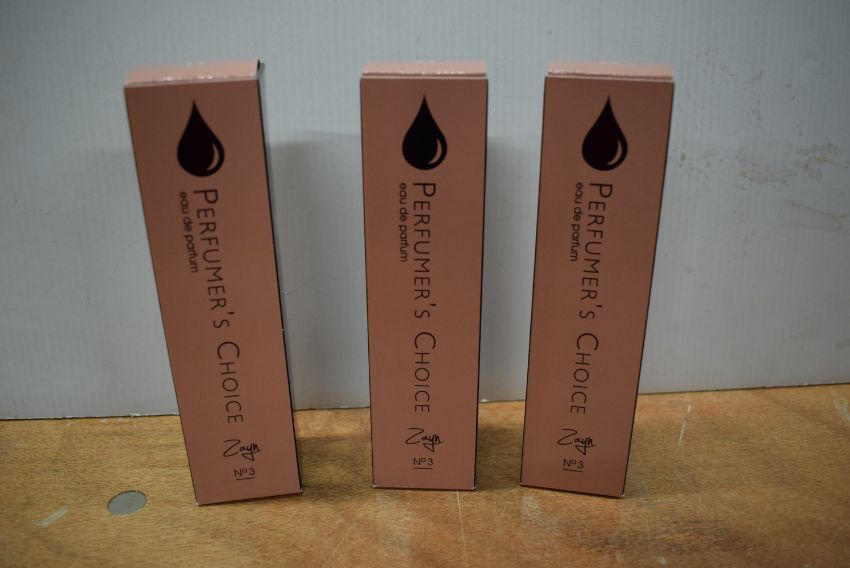 PERFUMER'S CHOICE
eau de parfum
Zayn
Nº3
PERFUMER'S CHOICE
eau de parfum
Zayn
Nº3
PERFUMER'S CHOICE
eau de parfum
Zayn
Nº3